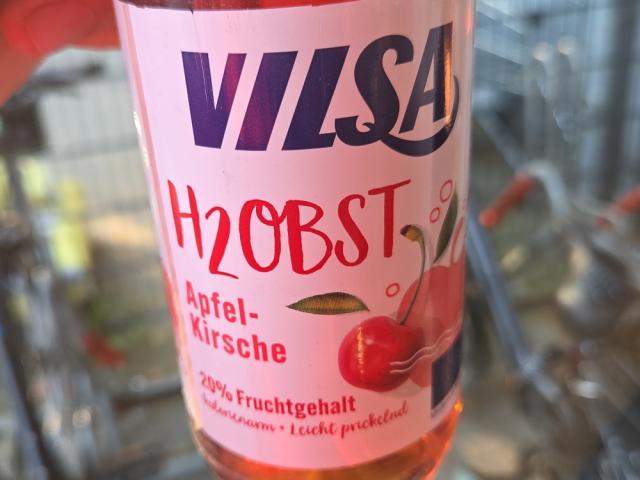 VILSA
H2OBST
Apfel-
Kirsche
20% Fruchtgehalt
kalorienarm • Leicht prickelnd